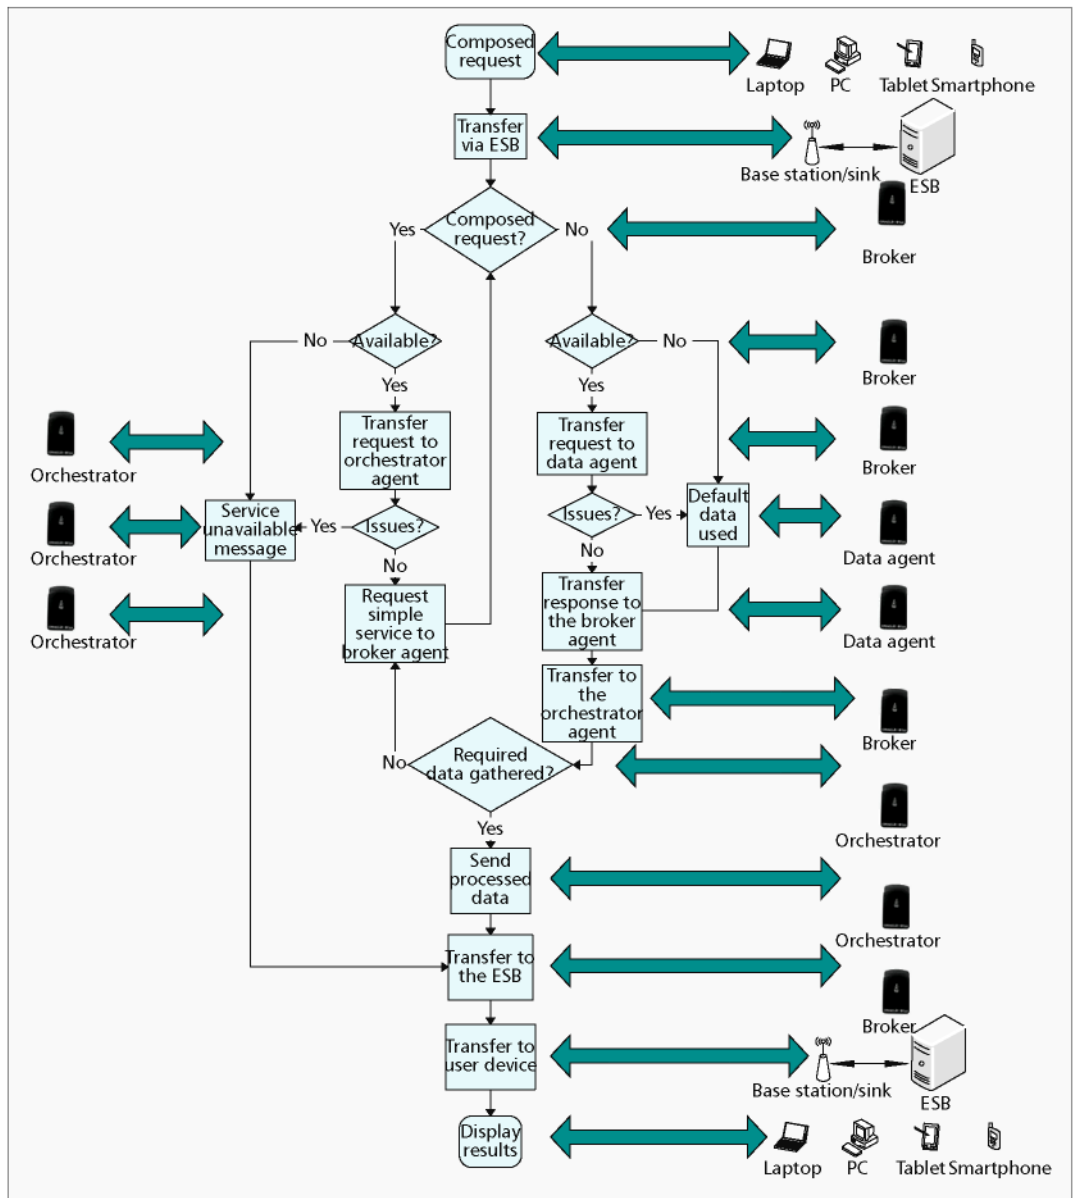 Composed
request
Laptop
PC
Tablet
Smartphone
Transfer
via ESB
Base station/sink
ESB
Composed
request?
Yes
No
Broker
Available?
No
Yes
Available?
No
Yes
Broker
Orchestrator
Transfer
request to
orchestrator
agent
Transfer
request to
data agent
Broker
Orchestrator
Service
unavailable
message
Yes
Issues?
No
Issues?
Yes
No
Default
data
used
Data agent
Orchestrator
Request
simple
service to
broker agent
Transfer
response to
the broker
agent
Data agent
Transfer to
the
orchestrator
agent
Broker
No
Required
data gathered?
Yes
Orchestrator
Send
processed
data
Orchestrator
Transfer to
the ESB
Broker
Transfer to
user device
Base station/sink
ESB
Display
results
Laptop
PC
Tablet
Smartphone